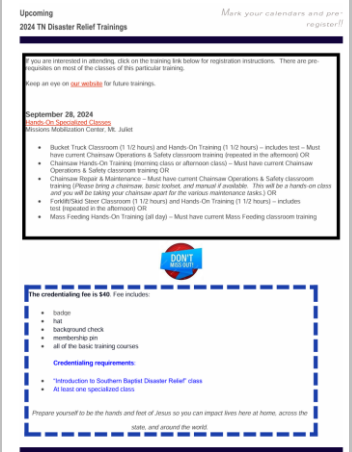 Upcoming
Mark your calendars and pre-
register!!
2024 TN Disaster Relief Trainings
If you are interested in attending, click on the training link below for registration instructions. There are pre-
requisites on most of the classes of this particular training.
Keep an eye on our website for future trainings.
September 28, 2024
Hands-On Specialized Classes
Missions Mobilization Center, Mt. Juliet
• Bucket Truck Classroom (1 1/2 hours) and Hands-On Training (1 1/2 hours) – includes test – Must
have current Chainsaw Operations & Safety classroom training (repeated in the afternoon) OR
• Chainsaw Hands-On Training (morning class or afternoon class) – Must have current Chainsaw
Operations & Safety classroom training OR
• Chainsaw Repair & Maintenance – Must have current Chainsaw Operations & Safety classroom
training (Please bring a chainsaw, basic toolset, and manual if available. This will be a hands-on class
and you will be taking your chainsaw apart for the various maintenance tasks.) OR
• Forklift/Skid Steer Classroom (1 1/2 hours) and Hands-On Training (1 1/2 hours) – includes
test (repeated in the afternoon) OR
• Mass Feeding Hands-On Training (all day) – Must have current Mass Feeding classroom training
DON'T
MISS OUT!
The credentialing fee is $40. Fee includes:
• badge
• hat
• background check
• membership pin
• all of the basic training courses
Credentialing requirements:
• "Introduction to Southern Baptist Disaster Relief" class
• At least one specialized class
Prepare yourself to be the hands and feet of Jesus so you can impact lives here at home, across the
state, and around the world.